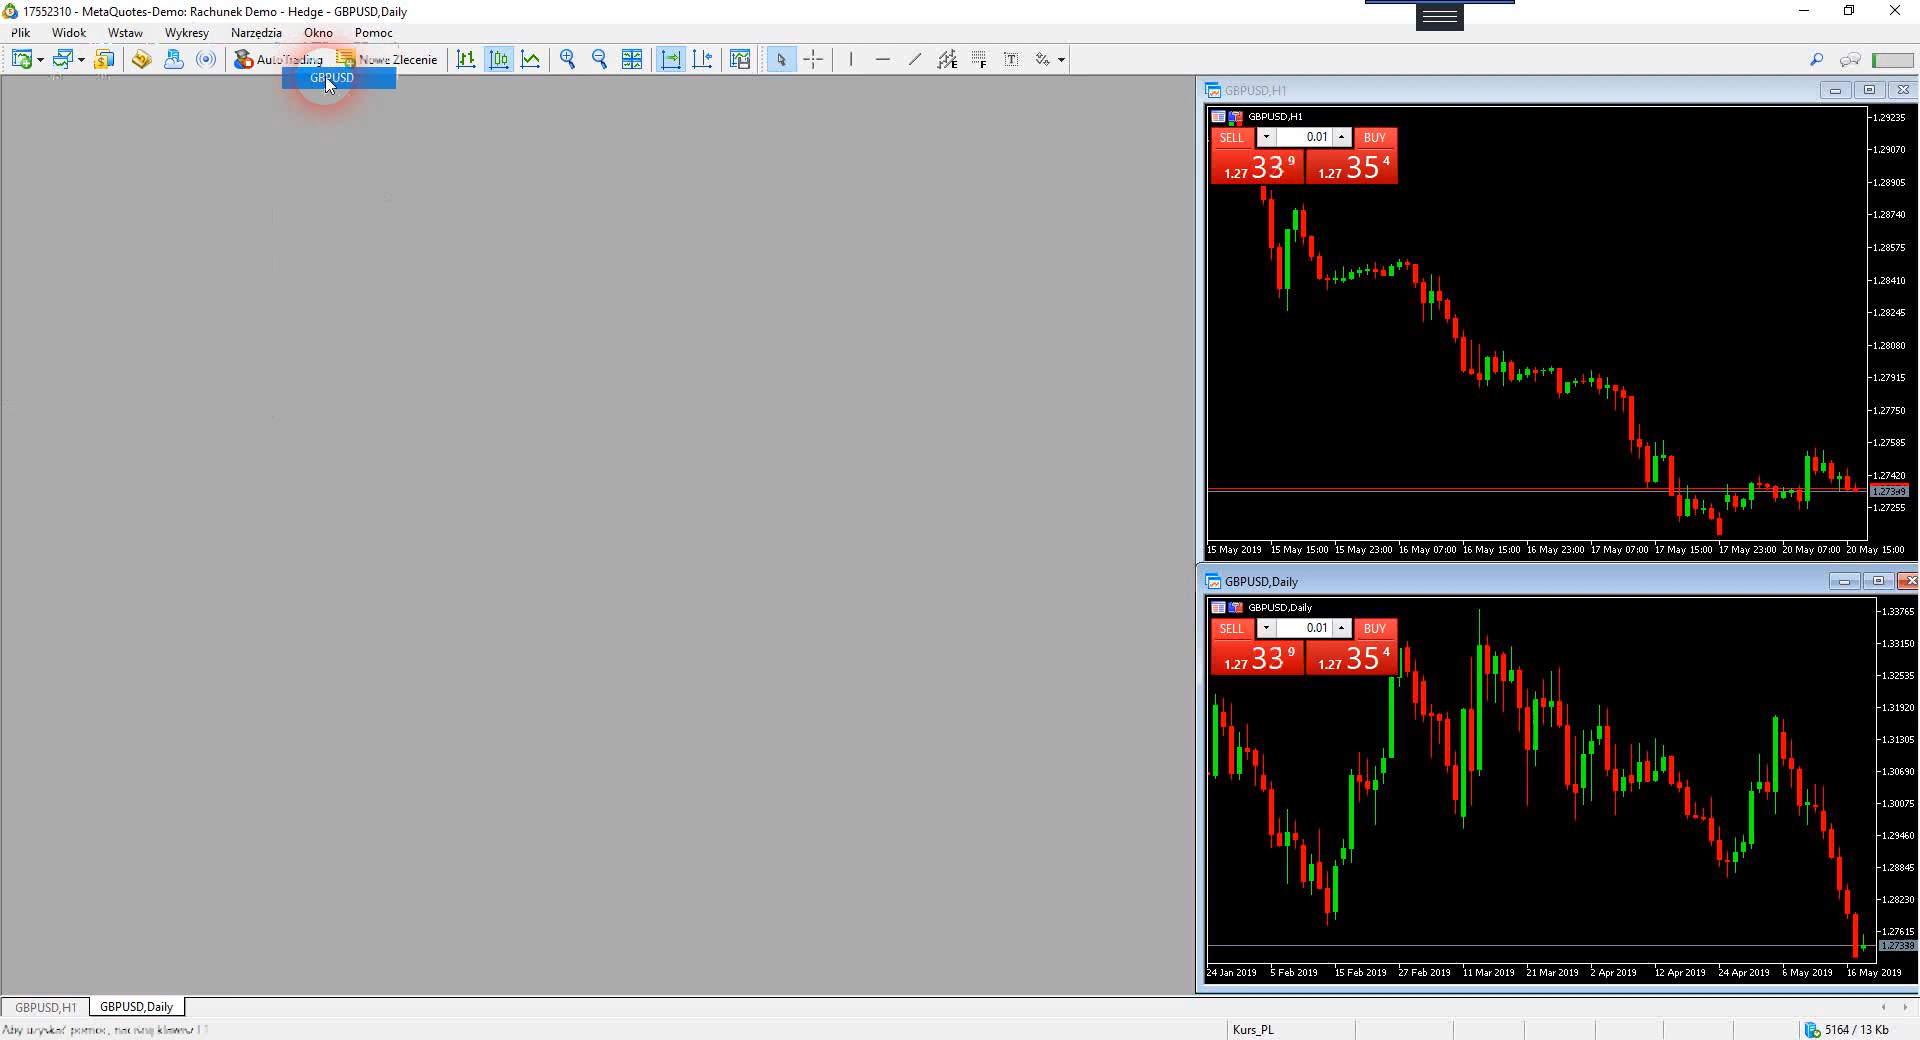 17552310 - MetaQuotes-Demo: Rachunek Demo - Hedge - GBPUSD,Daily
Plik Widok Wstaw Wykresy Narzędzia Okno Pomoc
AutoTrading Nowe Zlecenie
GBPUSD
GBPUSD,H1
GBPUSD,H1
SELL 0.01 BUY
1.27 33 9 1.27 35 4
1.29235
1.29070
1.28905
1.28740
1.28575
1.28410
1.28245
1.28080
1.27915
1.27750
1.27585
1.27420
1.27255
15 May 2019 15 May 15:00 15 May 23:00 16 May 07:00 16 May 15:00 16 May 23:00 17 May 07:00 17 May 15:00 17 May 23:00 20 May 07:00 20 May 15:00
GBPUSD,Daily
GBPUSD,Daily
SELL 0.01 BUY
1.27 33 9 1.27 35 4
1.33765
1.33150
1.32535
1.31920
1.31305
1.30690
1.30075
1.29460
1.28845
1.28230
1.27615
24 Jan 2019 5 Feb 2019 15 Feb 2019 27 Feb 2019 11 Mar 2019 21 Mar 2019 2 Apr 2019 12 Apr 2019 24 Apr 2019 6 May 2019 16 May 2019
GBPUSD,H1 GBPUSD,Daily
Kurs_PL 5164 / 13 Kb